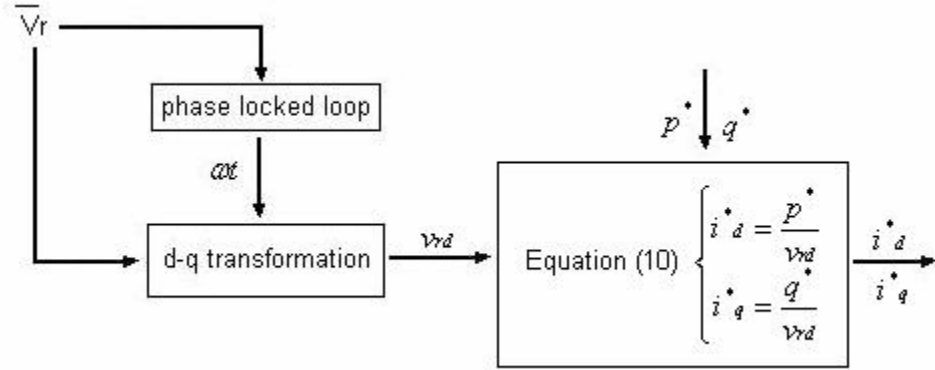 V̅r
phase locked loop
p* q*
ωt
d-q transformation
vrd
Equation (10)
i*d = p*/vrd
i*q = q*/vrd
i*d
i*q